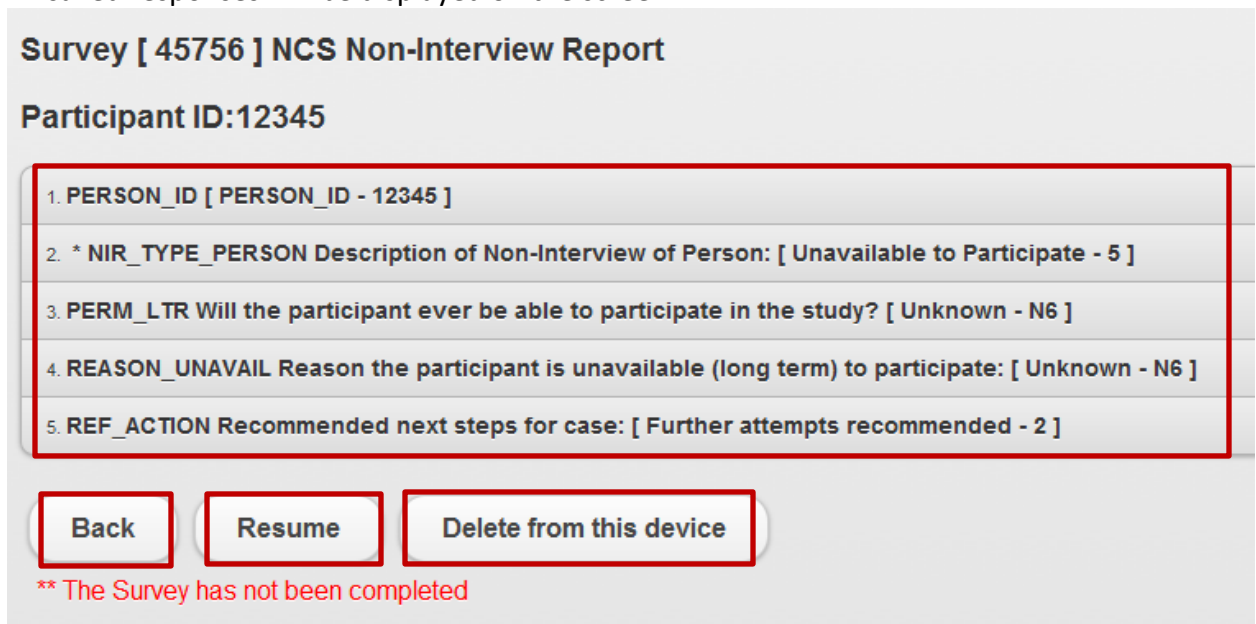 Survey [ 45756 ] NCS Non-Interview Report
Participant ID:12345
1. PERSON_ID [ PERSON_ID - 12345 ]
2. * NIR_TYPE_PERSON Description of Non-Interview of Person: [ Unavailable to Participate - 5 ]
3. PERM_LTR Will the participant ever be able to participate in the study? [ Unknown - N6 ]
4. REASON_UNAVAIL Reason the participant is unavailable (long term) to participate: [ Unknown - N6 ]
5. REF_ACTION Recommended next steps for case: [ Further attempts recommended - 2 ]
Back Resume Delete from this device
** The Survey has not been completed